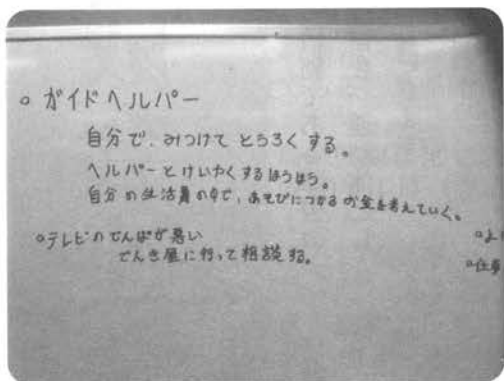 ○ ガイドヘルパー
自分で、みつけて とうろく する。
ヘルパーと けいやく する ほうほう。
自分 の 生活費 の 中で、あそびに つかる お金を 考えて いく。
○テレビの でんぱが 悪い
でんき屋に 行って 相談 する。
○よ
○仕事